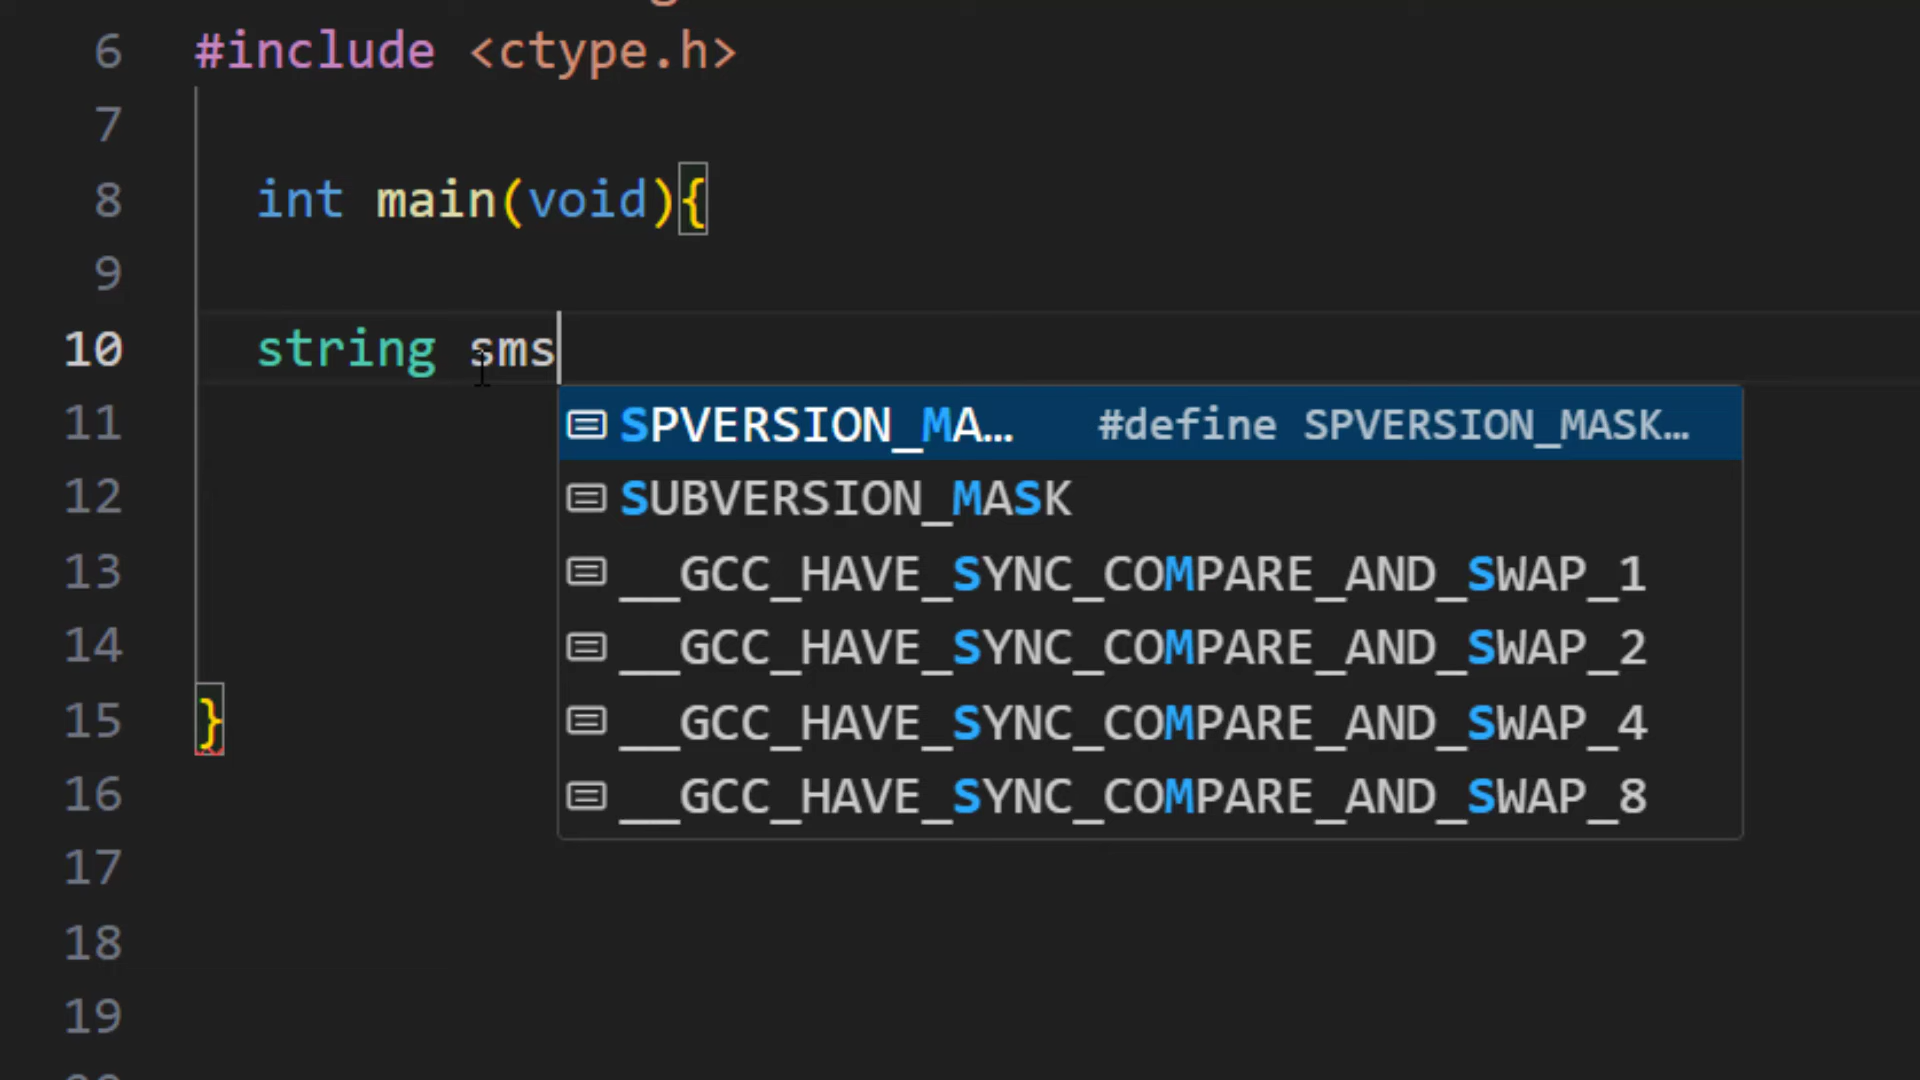 6 #include <ctype.h>
7
8 int main(void){
9
10 string sms
11 SPVERSION_MA… #define SPVERSION_MASK…
12 SUBVERSION_MASK
13 __GCC_HAVE_SYNC_COMPARE_AND_SWAP_1
14 __GCC_HAVE_SYNC_COMPARE_AND_SWAP_2
15 } __GCC_HAVE_SYNC_COMPARE_AND_SWAP_4
16 __GCC_HAVE_SYNC_COMPARE_AND_SWAP_8
17
18
19